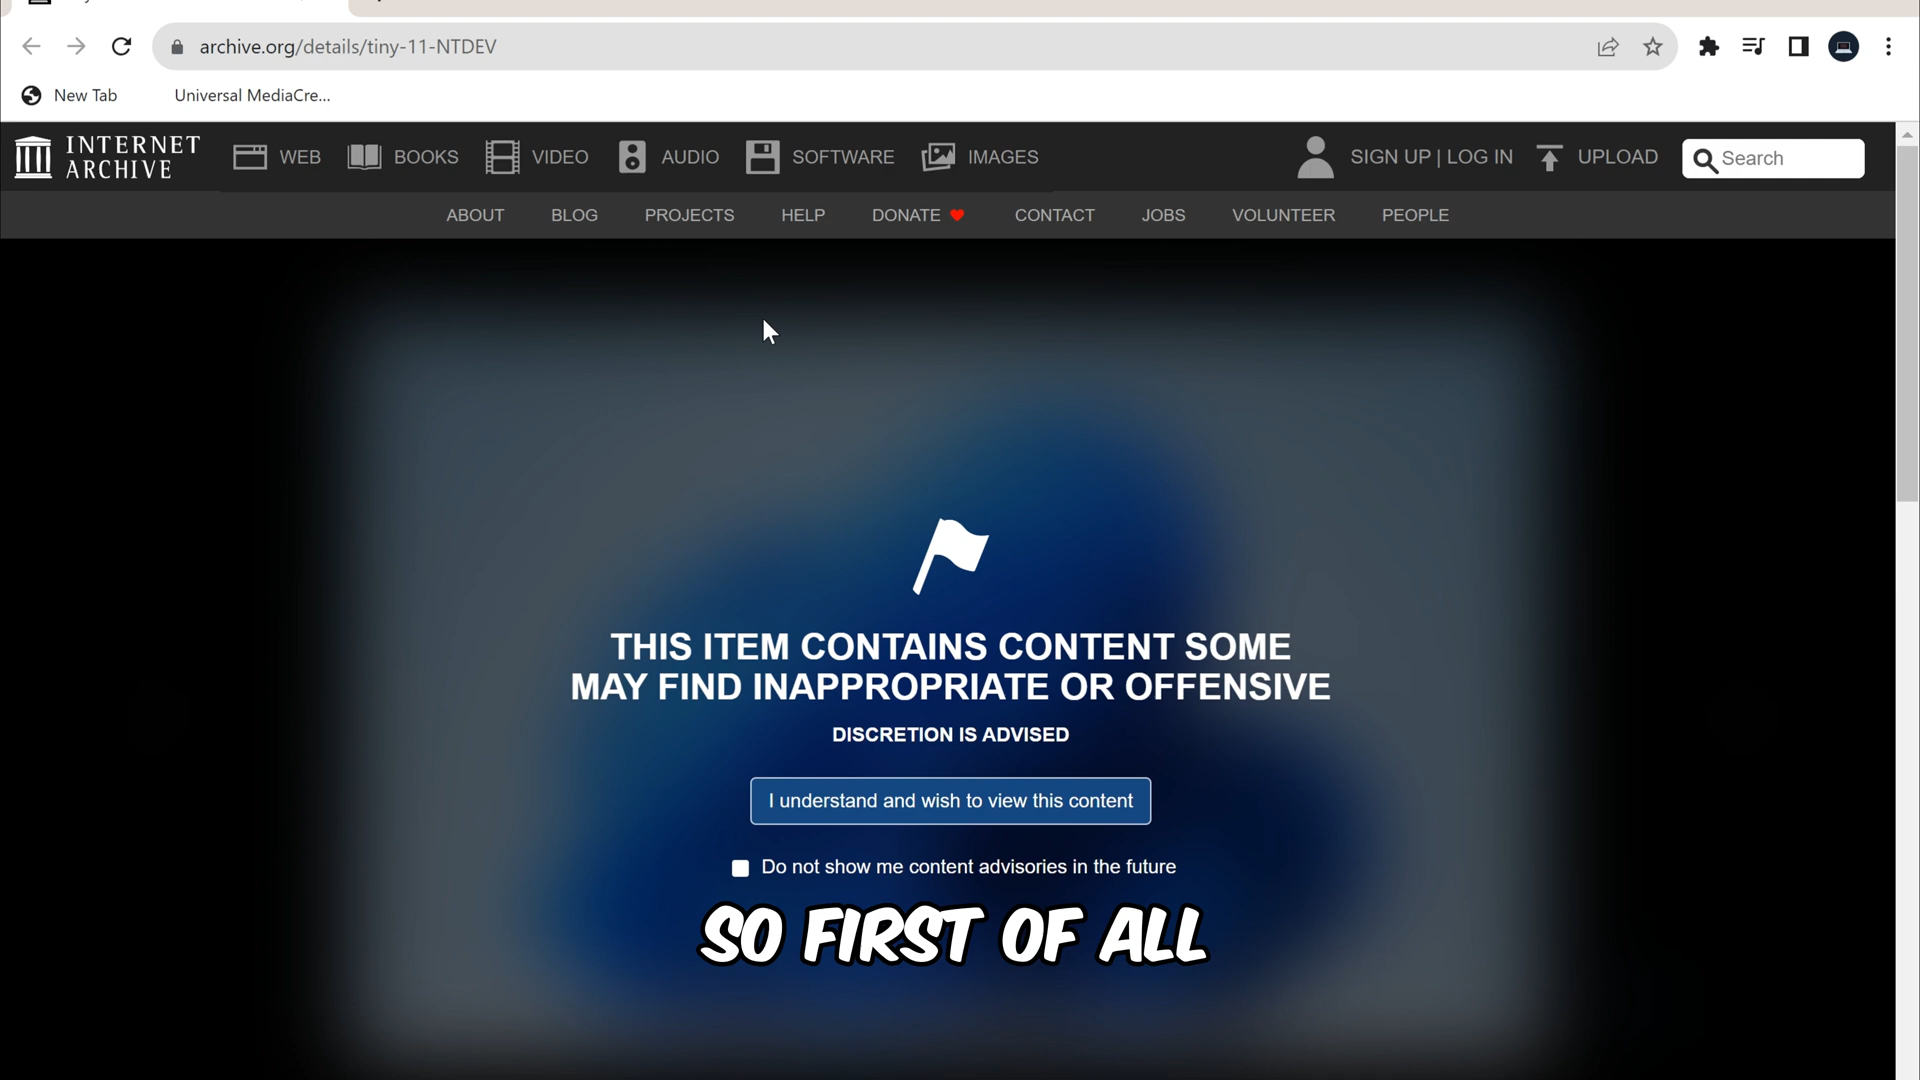 archive.org/details/tiny-11-NTDEV
New Tab
Universal MediaCre...
INTERNET
ARCHIVE
WEB
BOOKS
VIDEO
AUDIO
SOFTWARE
IMAGES
SIGN UP | LOG IN
UPLOAD
Search
ABOUT
BLOG
PROJECTS
HELP
DONATE
CONTACT
JOBS
VOLUNTEER
PEOPLE
THIS ITEM CONTAINS CONTENT SOME
MAY FIND INAPPROPRIATE OR OFFENSIVE
DISCRETION IS ADVISED
I understand and wish to view this content
Do not show me content advisories in the future
SO FIRST OF ALL